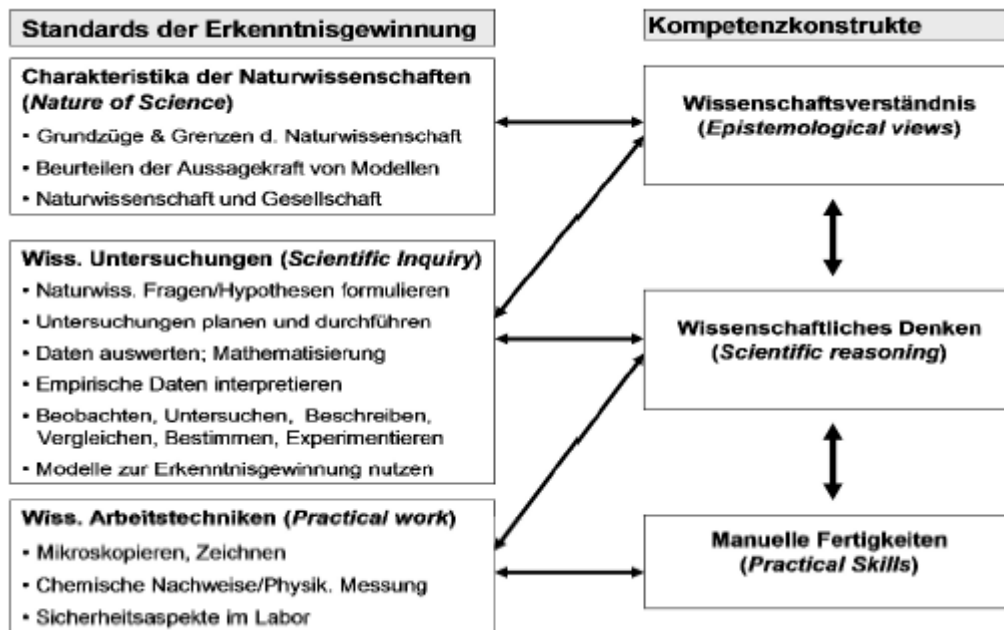 Standards der Erkenntnisgewinnung
Charakteristika der Naturwissenschaften
(Nature of Science)
• Grundzüge & Grenzen d. Naturwissenschaft
• Beurteilen der Aussagekraft von Modellen
• Naturwissenschaft und Gesellschaft
Wiss. Untersuchungen (Scientific Inquiry)
• Naturwiss. Fragen/Hypothesen formulieren
• Untersuchungen planen und durchführen
• Daten auswerten; Mathematisierung
• Empirische Daten interpretieren
• Beobachten, Untersuchen, Beschreiben,
Vergleichen, Bestimmen, Experimentieren
• Modelle zur Erkenntnisgewinnung nutzen
Wiss. Arbeitstechniken (Practical work)
• Mikroskopieren, Zeichnen
• Chemische Nachweise/Physik. Messung
• Sicherheitsaspekte im Labor
Kompetenzkonstrukte
Wissenschaftsverständnis
(Epistemological views)
Wissenschaftliches Denken
(Scientific reasoning)
Manuelle Fertigkeiten
(Practical Skills)